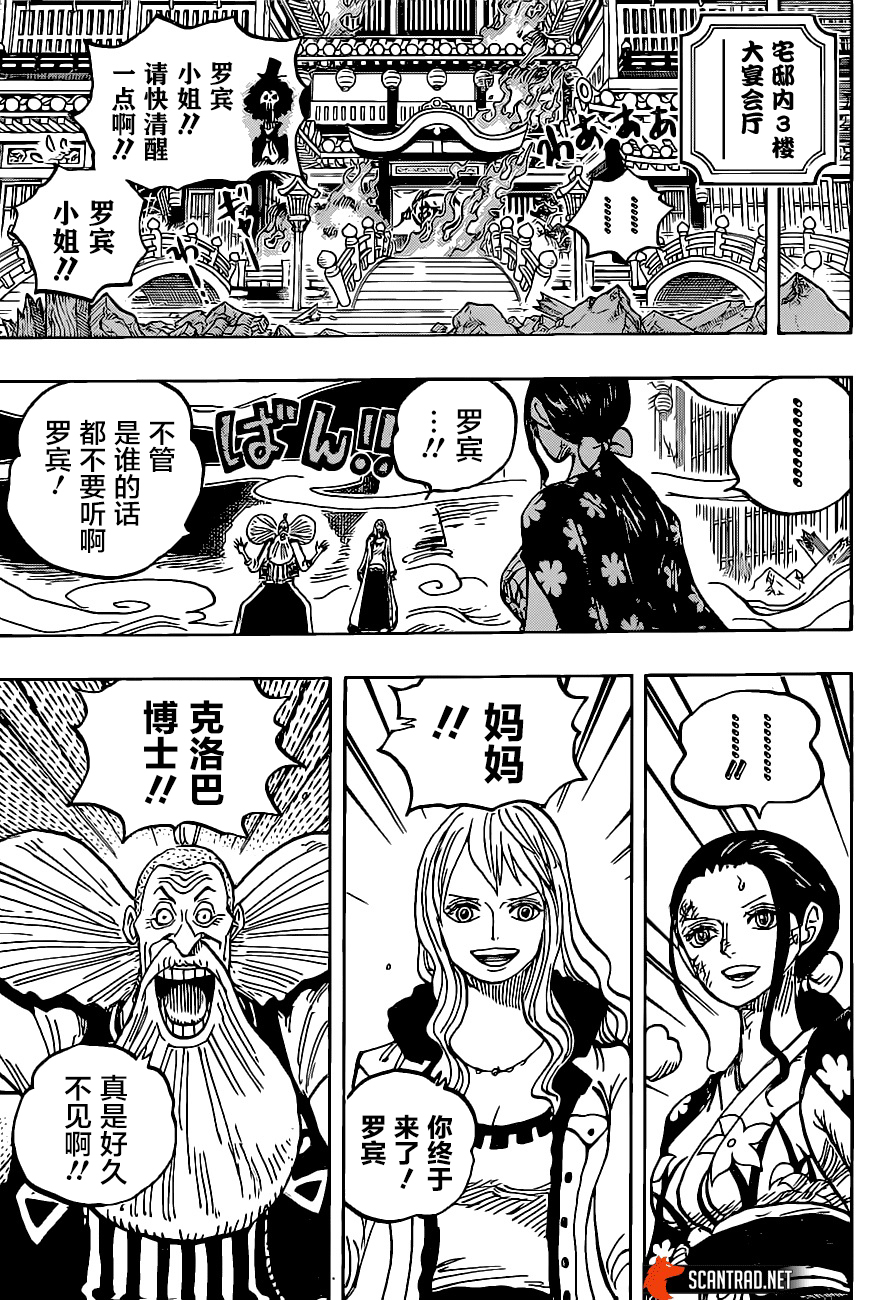 宅邸内3楼
大宴会厅
わぁぁぁ
…………
罗宾
小姐!!
请快清醒
一点啊!!
罗宾
小姐!!
………………
罗宾
…!!
ばん!!
不管
是谁的话
都不要听啊
罗宾!
…………!!
妈妈
!!
你终于
来了!
罗宾
克洛巴
博士!!
真是好久
不见啊!!
SCANTRAD.NET